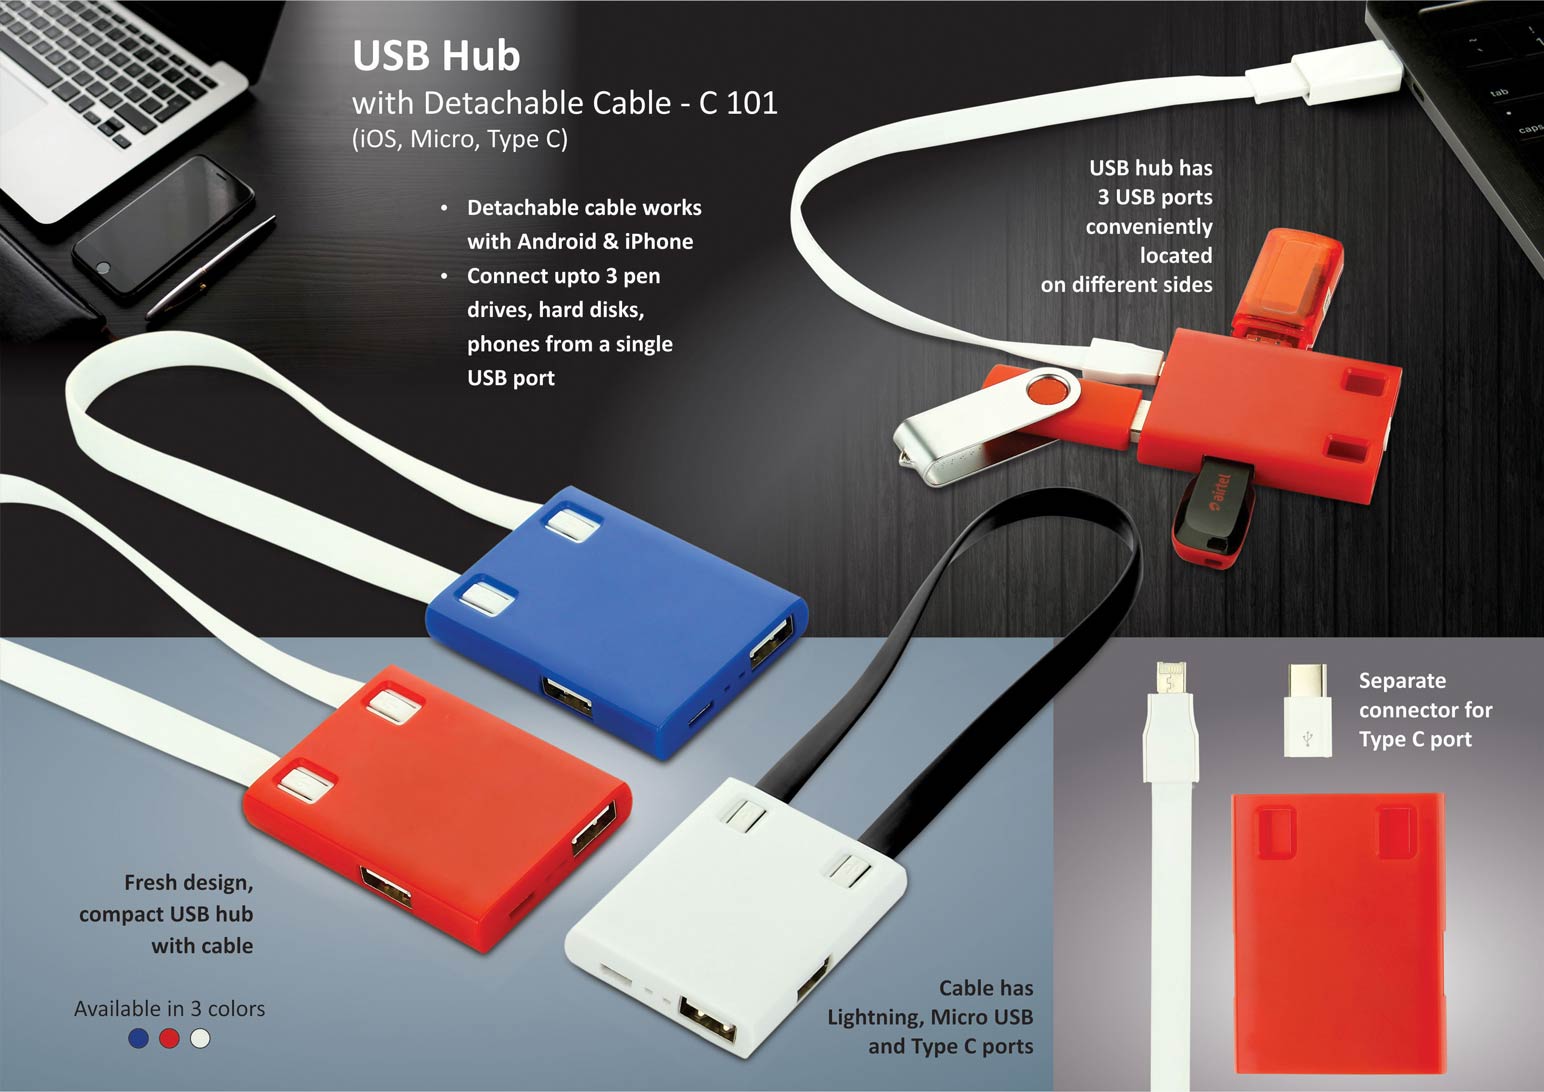 USB Hub
with Detachable Cable - C 101
(iOS, Micro, Type C)
• Detachable cable works
with Android & iPhone
• Connect upto 3 pen
drives, hard disks,
phones from a single
USB port
USB hub has
3 USB ports
conveniently
located
on different sides
tab
caps
airtel
Separate
connector for
Type C port
Fresh design,
compact USB hub
with cable
Available in 3 colors
Cable has
Lightning, Micro USB
and Type C ports